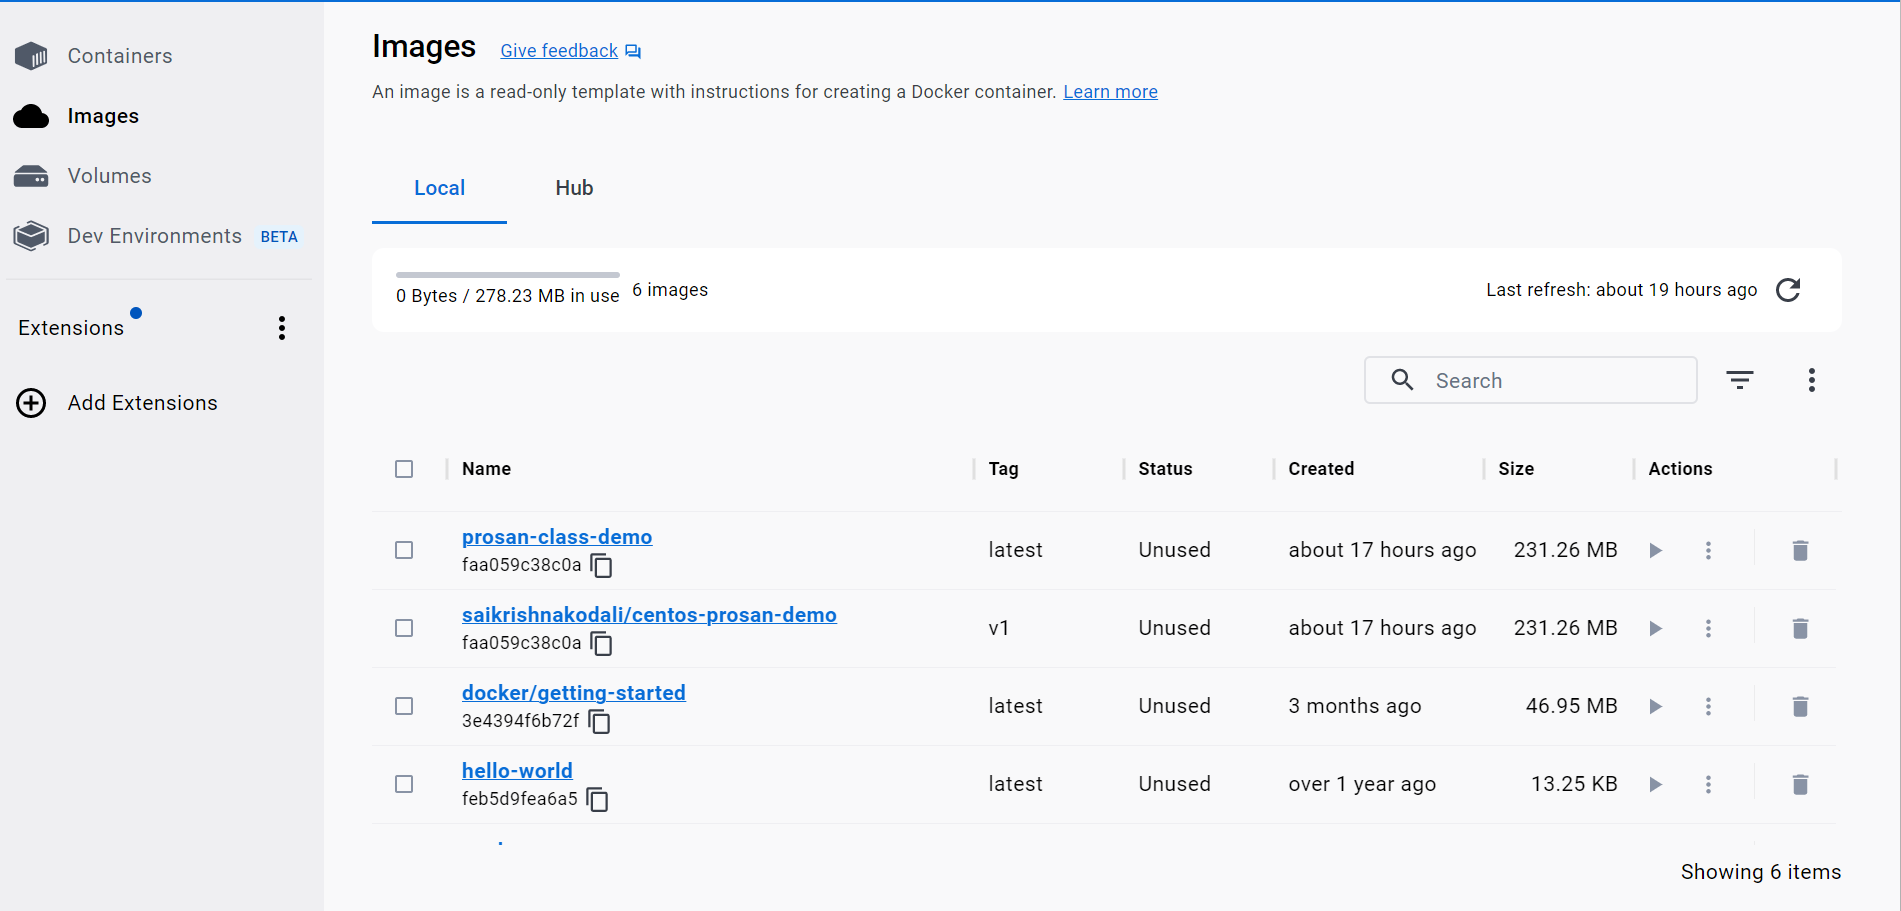 Containers
Images
Volumes
Dev Environments BETA
Extensions
Add Extensions
Images Give feedback
An image is a read-only template with instructions for creating a Docker container. Learn more
Local Hub
0 Bytes / 278.23 MB in use 6 images Last refresh: about 19 hours ago
Search
Name Tag Status Created Size Actions
prosan-class-demo
faa059c38c0a latest Unused about 17 hours ago 231.26 MB
saikrishnakodali/centos-prosan-demo
faa059c38c0a v1 Unused about 17 hours ago 231.26 MB
docker/getting-started
3e4394f6b72f latest Unused 3 months ago 46.95 MB
hello-world
feb5d9fea6a5 latest Unused over 1 year ago 13.25 KB
Showing 6 items